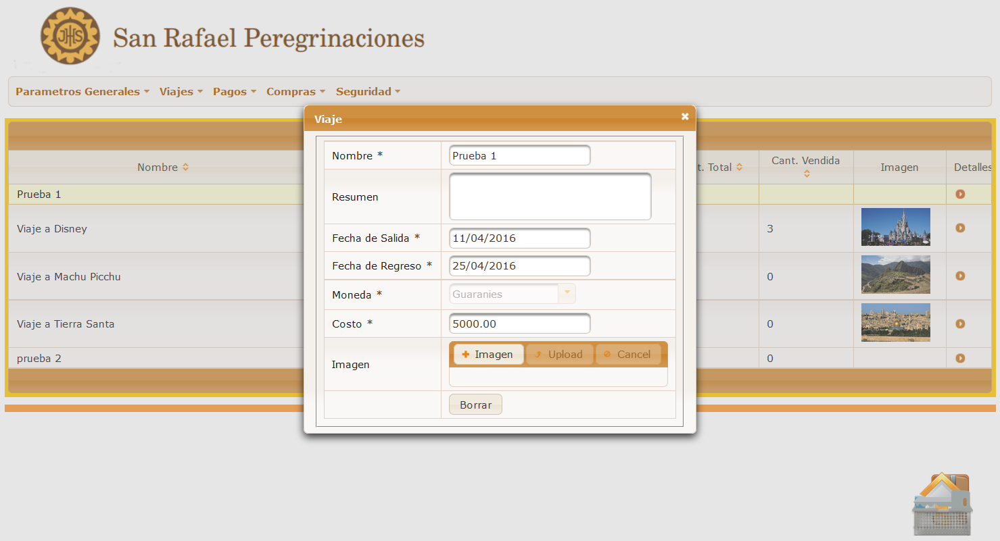 JHS
San Rafael Peregrinaciones
Parametros Generales Viajes Pagos Compras Seguridad
Viaje
Nombre
t. Total
Cant. Vendida
Imagen
Detalles
Prueba 1
Viaje a Disney
3
Viaje a Machu Picchu
0
Viaje a Tierra Santa
0
prueba 2
0
Nombre * Prueba 1
Resumen
Fecha de Salida * 11/04/2016
Fecha de Regreso * 25/04/2016
Moneda * Guaranies
Costo * 5000.00
Imagen
Imagen Upload Cancel
Borrar